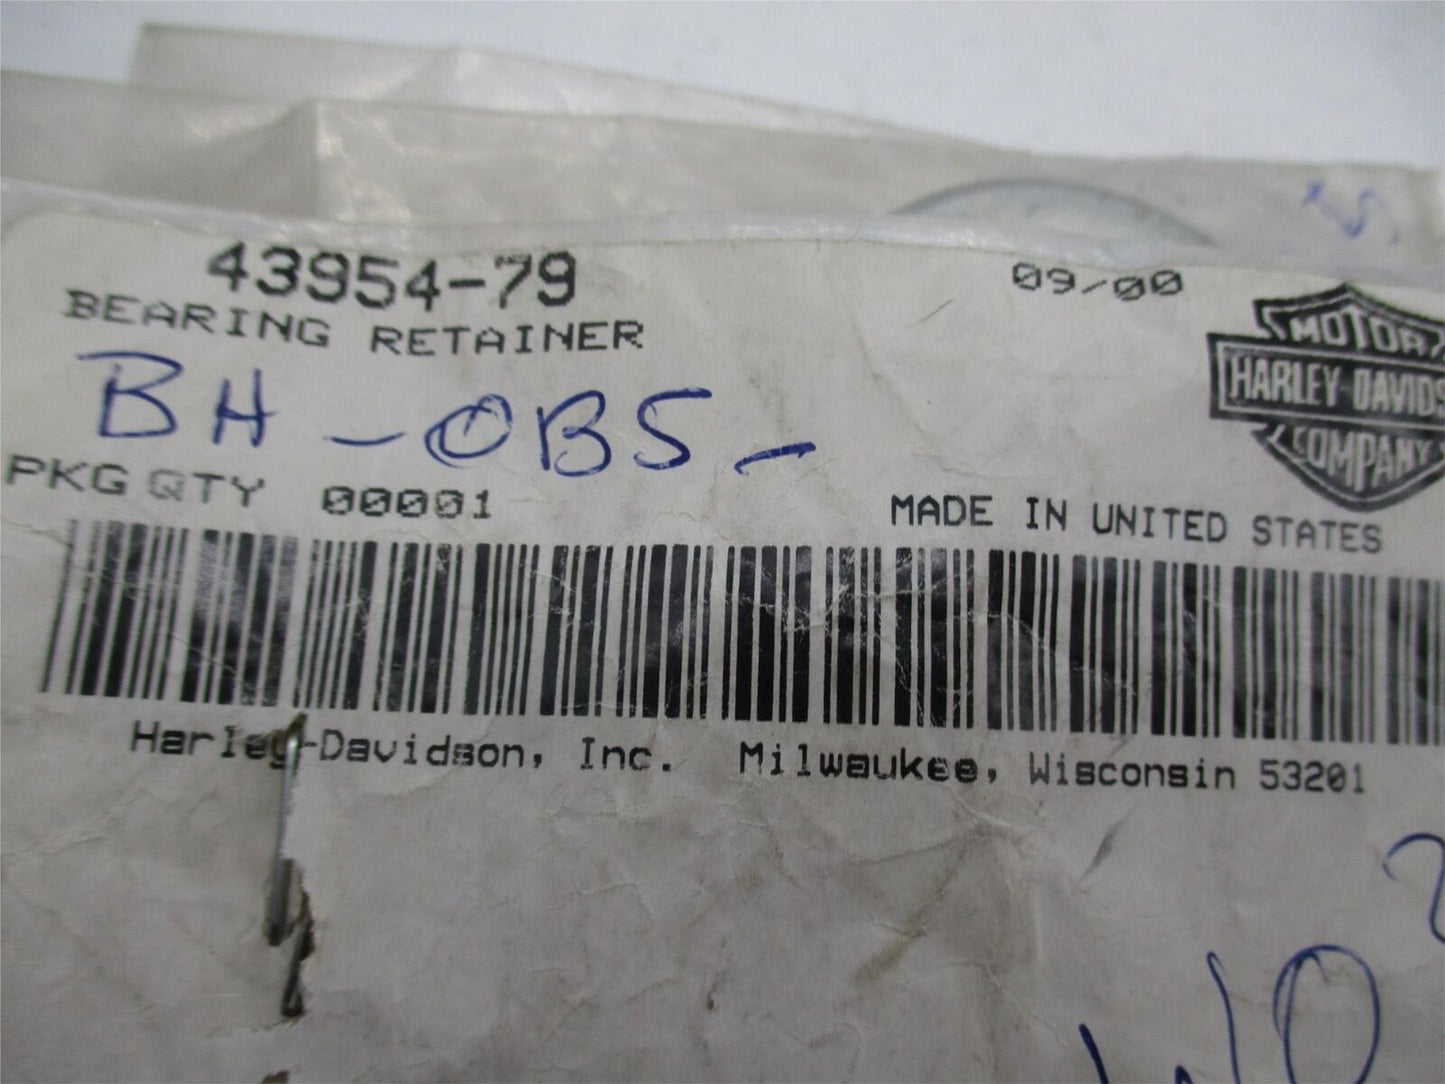 43954-79
09/00
BEARING RETAINER
MOTOR
HARLEY-DAVIDS
COMPANY
BH - OBS -
PKG QTY 00001
MADE IN UNITED STATES
Harley-Davidson, Inc. Milwaukee, Wisconsin 53201